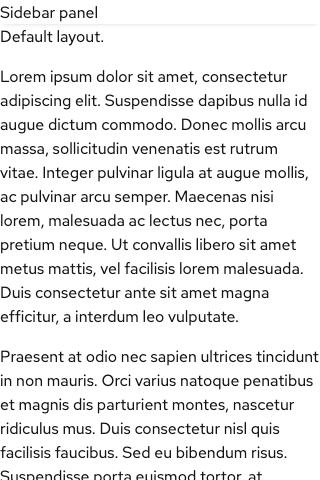 Sidebar panel
Default layout.
Lorem ipsum dolor sit amet, consectetur
adipiscing elit. Suspendisse dapibus nulla id
augue dictum commodo. Donec mollis arcu
massa, sollicitudin venenatis est rutrum
vitae. Integer pulvinar ligula at augue mollis,
ac pulvinar arcu semper. Maecenas nisi
lorem, malesuada ac lectus nec, porta
pretium neque. Ut convallis libero sit amet
metus mattis, vel facilisis lorem malesuada.
Duis consectetur ante sit amet magna
efficitur, a interdum leo vulputate.
Praesent at odio nec sapien ultrices tincidunt
in non mauris. Orci varius natoque penatibus
et magnis dis parturient montes, nascetur
ridiculus mus. Duis consectetur nisl quis
facilisis faucibus. Sed eu bibendum risus.
Suspendisse porta euismod tortor, at